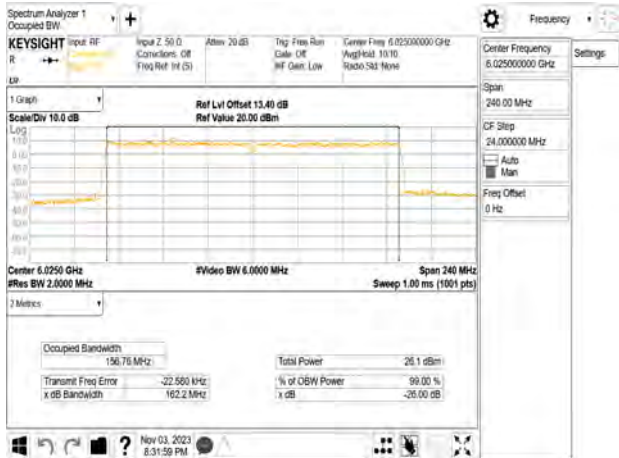 Spectrum Analyzer 1
Occupied BW
+
Frequency
KEYSIGHT
Input: RF
R
Input Z: 50 Ω
Corrections: Off
Freq Ref: Int (S)
Atten: 20 dB
Trig: Free Run
Gate: Off
#IF Gain: Low
Center Freq: 6.025000000 GHz
Avg|Hold: 10/10
Radio Std: None
Center Frequency
6.025000000 GHz
Settings
Span
240.00 MHz
CF Step
24.000000 MHz
Auto
Man
Freq Offset
0 Hz
1 Graph
Scale/Div 10.0 dB
Ref Lvl Offset 13.40 dB
Ref Value 20.00 dBm
Log
10.0
0.00
Center 6.0250 GHz
#Res BW 2.0000 MHz
#Video BW 6.0000 MHz
Span 240 MHz
Sweep 1.00 ms (1001 pts)
2 Metrics
Occupied Bandwidth
156.76 MHz
Total Power
26.1 dBm
Transmit Freq Error
-22.580 kHz
% of OBW Power
99.00 %
x dB Bandwidth
162.2 MHz
x dB
-26.00 dB
?
Nov 03, 2023
8:31:59 PM